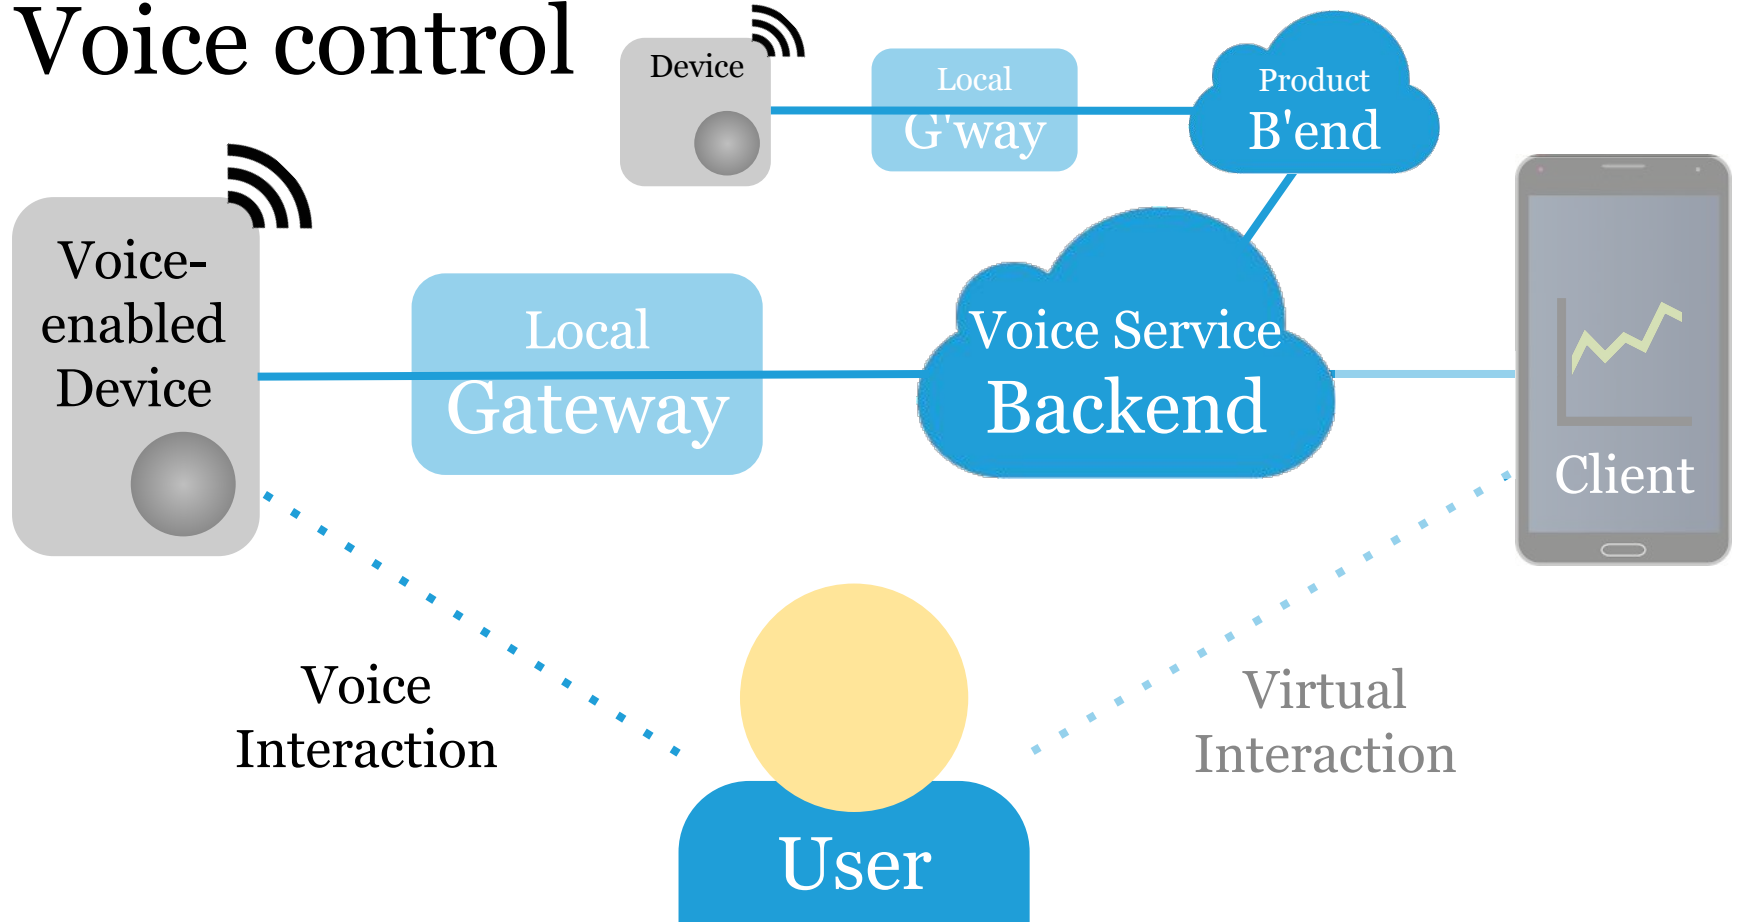 Voice control
Device
Local
G'way
Product
B'end
Voice-
enabled
Device
Local
Gateway
Voice Service
Backend
Client
Voice
Interaction
Virtual
Interaction
User